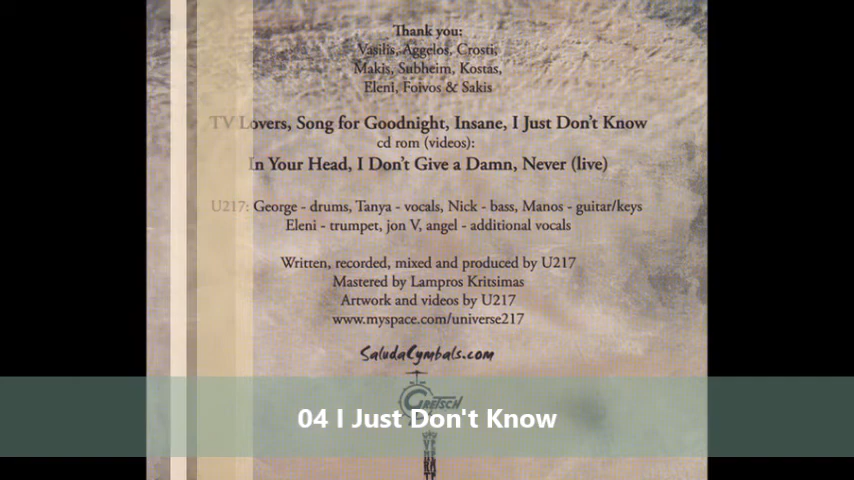 Thank you:
Vasilis, Aggelos, Crosti,
Makis, Subheim, Kostas,
Eleni, Foivos & Sakis
TV Lovers, Song for Goodnight, Insane, I Just Don't Know
cd rom (videos):
In Your Head, I Don't Give a Damn, Never (live)
U217: George - drums, Tanya - vocals, Nick - bass, Manos - guitar/keys
Eleni - trumpet, jon V, angel - additional vocals
Written, recorded, mixed and produced by U217
Mastered by Lampros Kritsimas
Artwork and videos by U217
www.myspace.com/universe217
SaludaCymbals.com
GRETSCH
04 I Just Don't Know